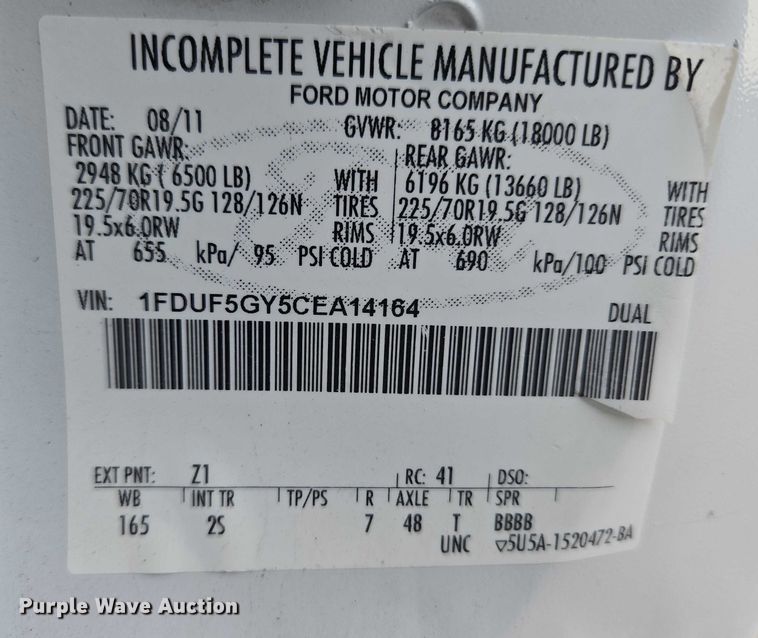 INCOMPLETE VEHICLE MANUFACTURED BY
FORD MOTOR COMPANY
DATE: 08/11 GVWR: 8165 KG (18000 LB)
FRONT GAWR: REAR GAWR:
2948 KG ( 6500 LB) WITH 6196 KG (13660 LB) WITH
225/70R19.5G 128/126N TIRES 225/70R19.5G 128/126N TIRES
19.5x6.0RW RIMS 19.5x6.0RW RIMS
AT 655 kPa/ 95 PSI COLD AT 690 kPa/100 PSI COLD
VIN: 1FDUF5GY5CEA14164 DUAL
EXT PNT: Z1 RC: 41 DSO:
WB INT TR TP/PS R AXLE TR SPR
165 2S 7 48 T BBBB
UNC ▽5U5A-1520472-BA
Purple Wave Auction